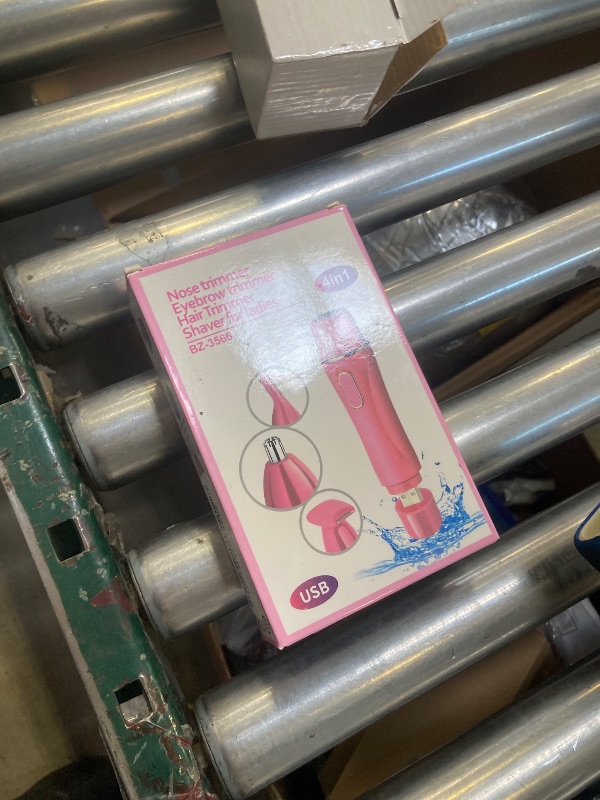 Nose trimmer
Eyebrow trimmer
Hair Trimmer
Shaver for ladies
BZ-3566
4in1
USB